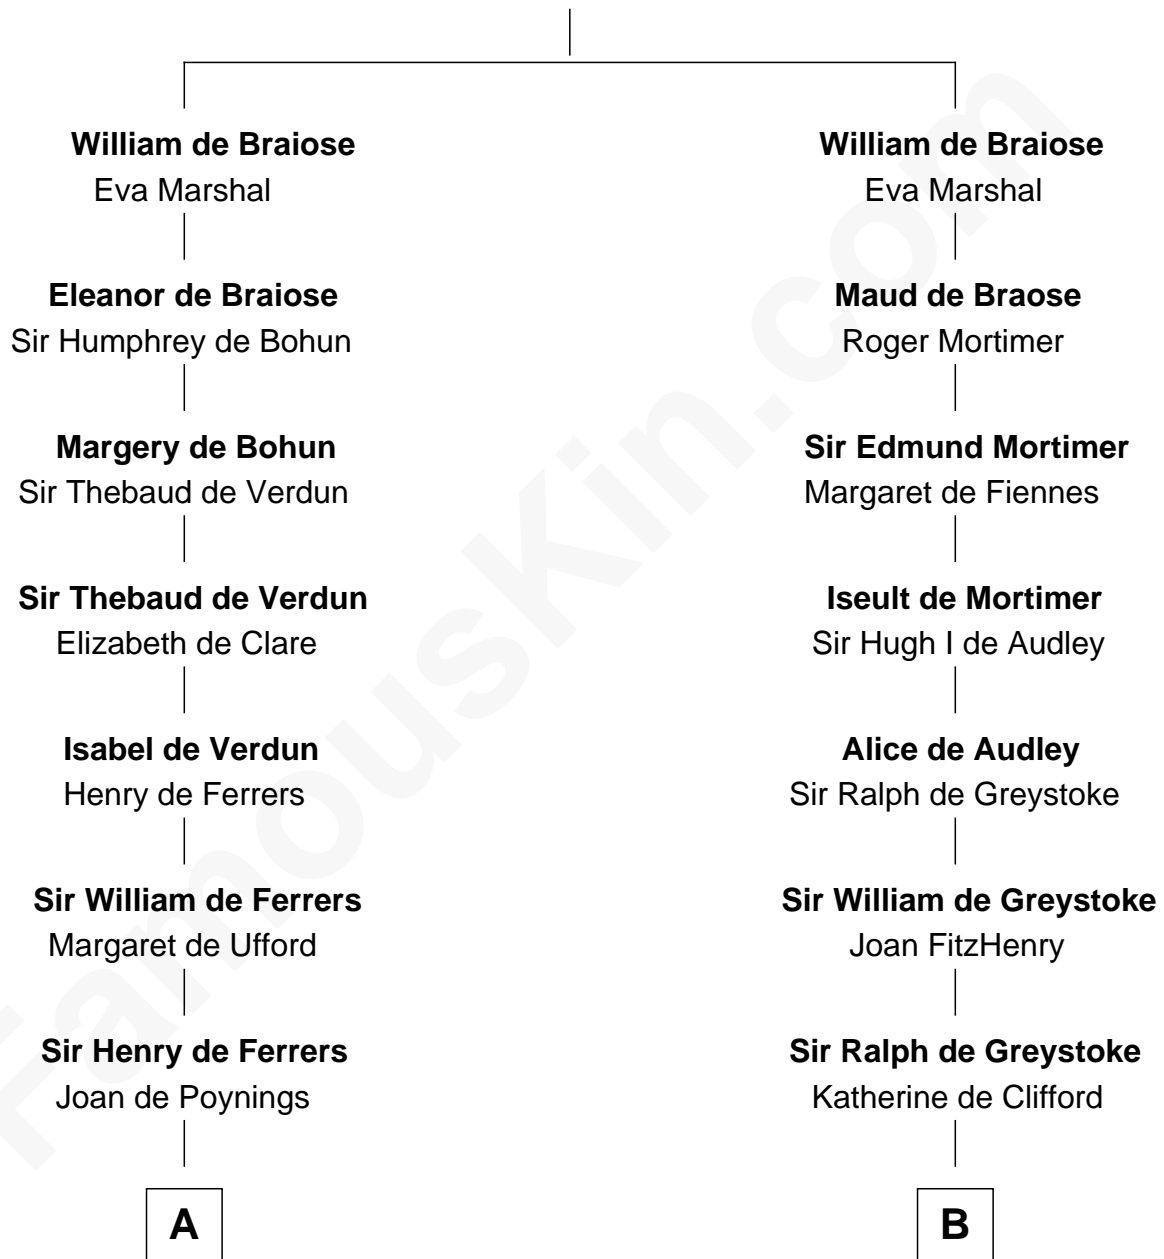 William de Braiose
Eva Marshal
Eleanor de Braiose
Sir Humphrey de Bohun
Margery de Bohun
Sir Thebaud de Verdun
Sir Thebaud de Verdun
Elizabeth de Clare
Isabel de Verdun
Henry de Ferrers
Sir William de Ferrers
Margaret de Ufford
Sir Henry de Ferrers
Joan de Poynings
A
William de Braiose
Eva Marshal
Maud de Braose
Roger Mortimer
Sir Edmund Mortimer
Margaret de Fiennes
Iseult de Mortimer
Sir Hugh I de Audley
Alice de Audley
Sir Ralph de Greystoke
Sir William de Greystoke
Joan FitzHenry
Sir Ralph de Greystoke
Katherine de Clifford
B
FamousKin.com